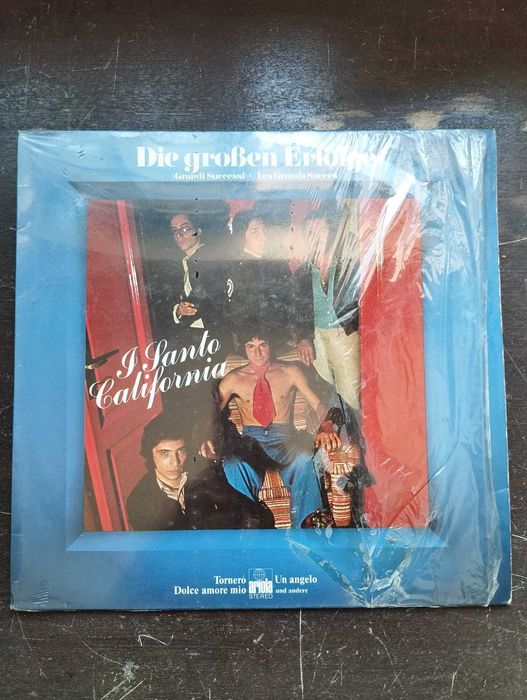 Die großen Erfolge
Grandi Successi · Les Grands Succès
I Santo
California
Tornerò
Un angelo
Dolce amore mio
und andere
ariola
STEREO